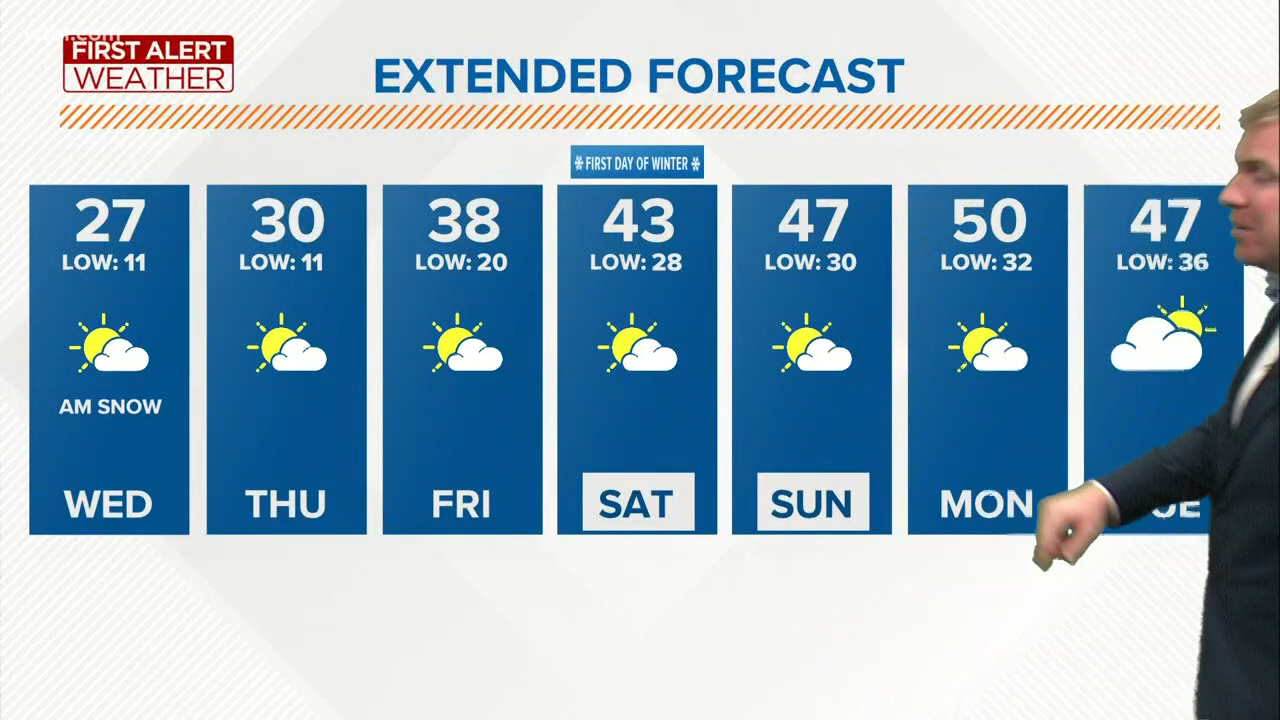 FIRST ALERT
WEATHER
EXTENDED FORECAST
FIRST DAY OF WINTER
27
LOW: 11
AM SNOW
WED
30
LOW: 11
THU
38
LOW: 20
FRI
43
LOW: 28
SAT
47
LOW: 30
SUN
50
LOW: 32
MON
47
LOW: 36